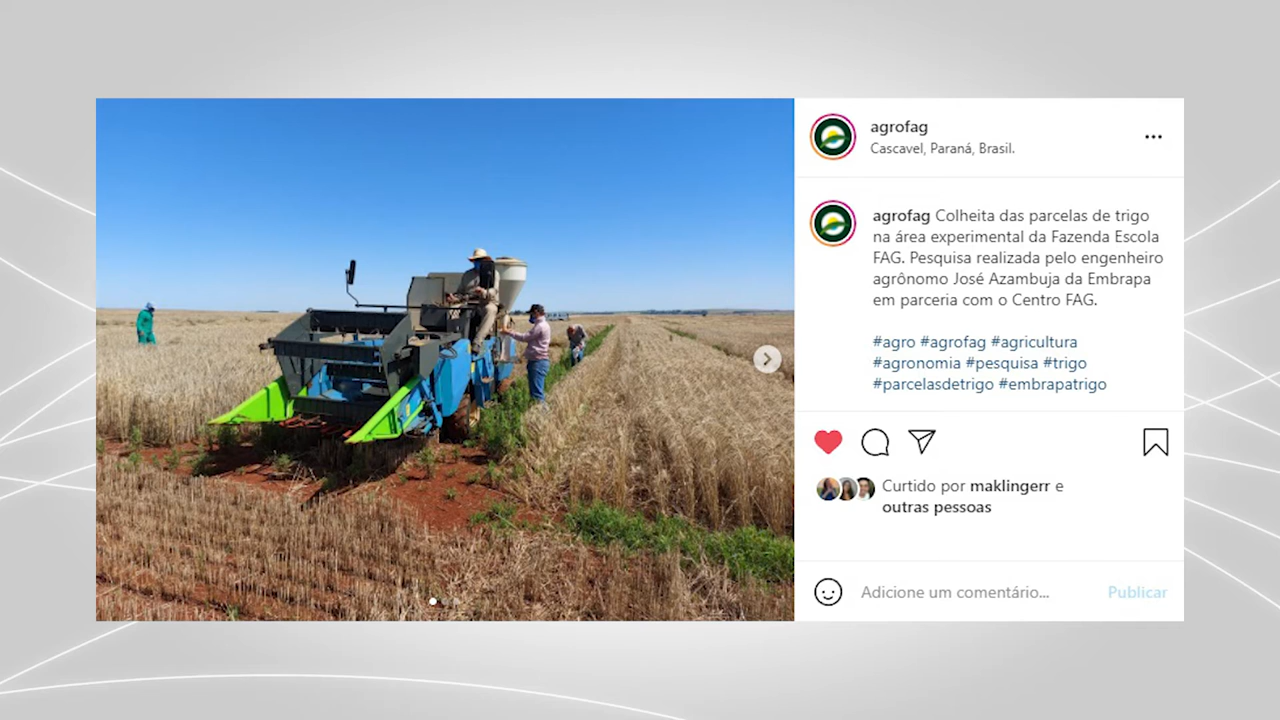 agrofag
Cascavel, Paraná, Brasil.
agrofag Colheita das parcelas de trigo
na área experimental da Fazenda Escola
FAG. Pesquisa realizada pelo engenheiro
agrônomo José Azambuja da Embrapa
em parceria com o Centro FAG.
#agro #agrofag #agricultura
#agronomia #pesquisa #trigo
#parcelasdetrigo #embrapatrigo
Curtido por maklingerr e
outras pessoas
Adicione um comentário...
Publicar